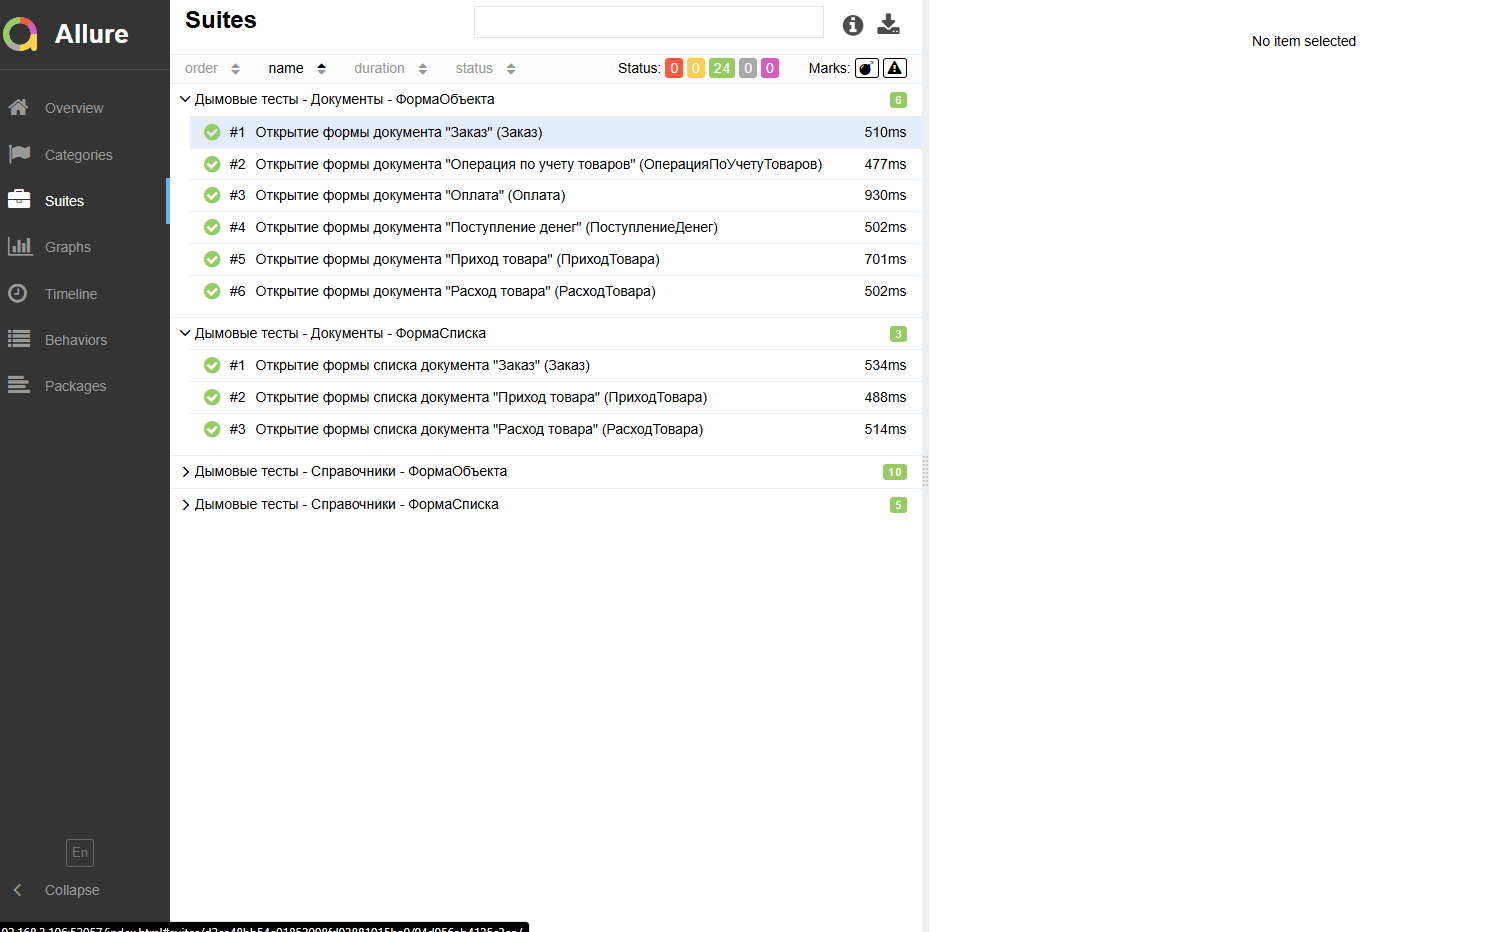 Allure
Overview
Categories
Suites
Graphs
Timeline
Behaviors
Packages
En
Collapse
Suites
order name duration status Status: 0 0 24 0 0 Marks:
Дымовые тесты - Документы - ФормаОбъекта 6
#1 Открытие формы документа "Заказ" (Заказ) 510ms
#2 Открытие формы документа "Операция по учету товаров" (ОперацияПоУчетуТоваров) 477ms
#3 Открытие формы документа "Оплата" (Оплата) 930ms
#4 Открытие формы документа "Поступление денег" (ПоступлениеДенег) 502ms
#5 Открытие формы документа "Приход товара" (ПриходТовара) 701ms
#6 Открытие формы документа "Расход товара" (РасходТовара) 502ms
Дымовые тесты - Документы - ФормаСписка 3
#1 Открытие формы списка документа "Заказ" (Заказ) 534ms
#2 Открытие формы списка документа "Приход товара" (ПриходТовара) 488ms
#3 Открытие формы списка документа "Расход товара" (РасходТовара) 514ms
Дымовые тесты - Справочники - ФормаОбъекта 10
Дымовые тесты - Справочники - ФормаСписка 5
No item selected